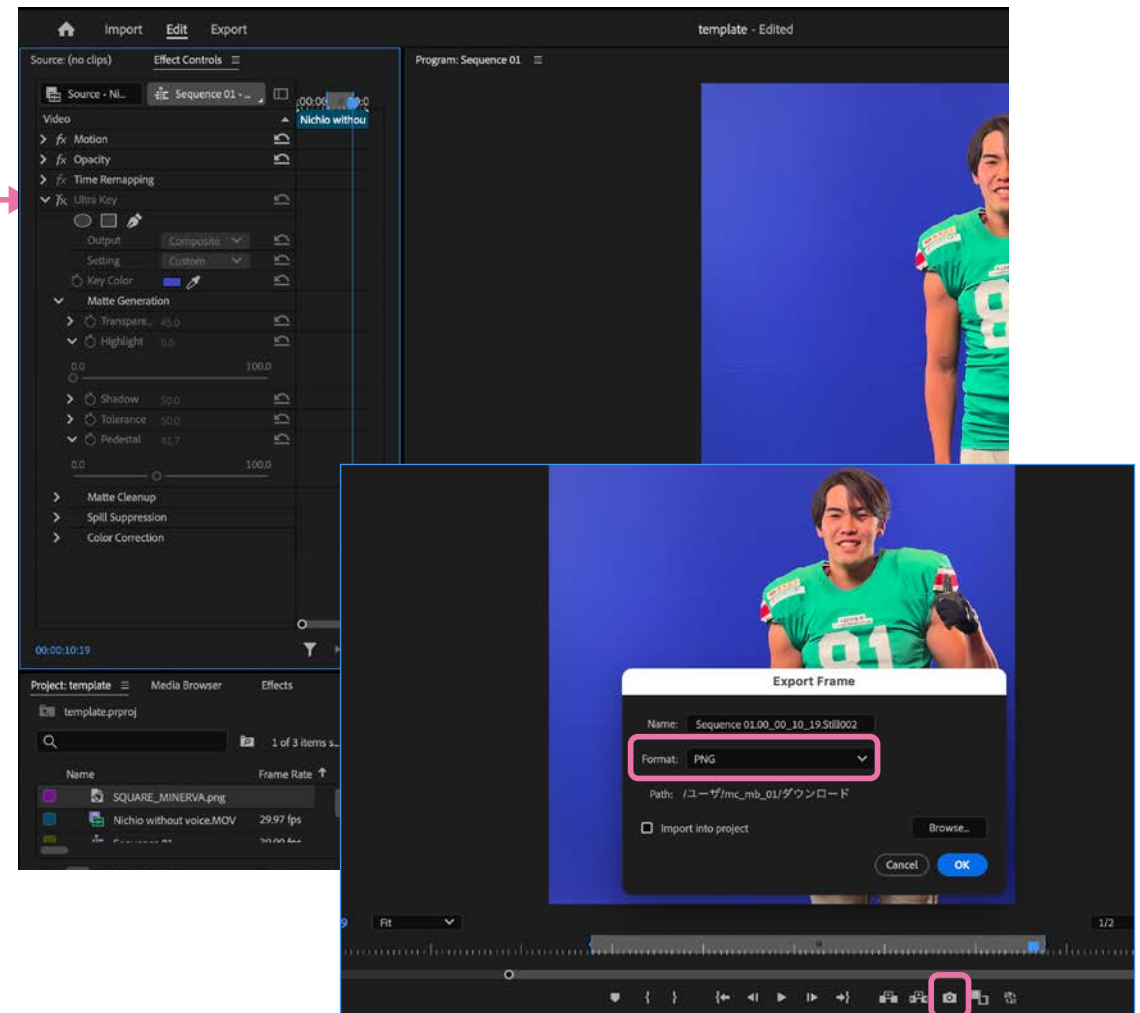 Import Edit Export
template - Edited
Source: (no clips) Effect Controls
Program: Sequence 01
Source - Ni... Sequence 01 - ...
Video
Nichio withou
fx Motion
fx Opacity
fx Time Remapping
fx Ultra Key
Output Composite
Setting Custom
Key Color
Matte Generation
Transpare... 45.0
Highlight 0.0
0.0 100.0
Shadow 50.0
Tolerance 50.0
Pedestal 41.7
0.0 100.0
Matte Cleanup
Spill Suppression
Color Correction
00:00:10:19
Project: template Media Browser Effects
template.prproj
1 of 3 items s...
Name Frame Rate
SQUARE_MINERVA.png
Nichio without voice.MOV 29.97 fps
81
Export Frame
Name: Sequence 01.00_00_10_19.Still002
Format: PNG
Path: /ユーザ/mc_mb_01/ダウンロード
Import into project Browse...
Cancel OK
9 Fit 1/2